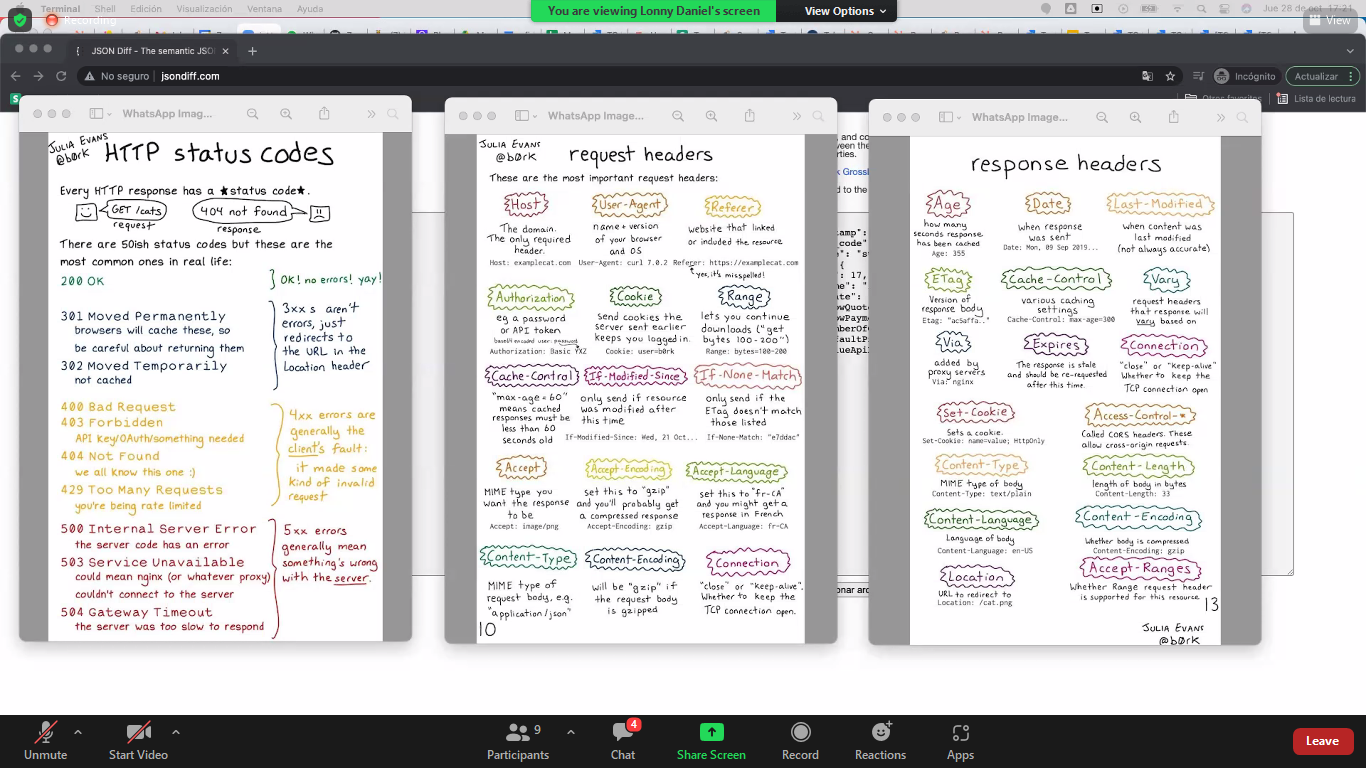 Terminal Shell Edición Visualización Ventana Ayuda
Recording
You are viewing Lonny Daniel's screen
View Options
Jue 28 de oct. 17:21
View
JSON Diff - The semantic JSO
No seguro | jsondiff.com
Incógnito
Actualizar
Otros favoritos
Lista de lectura
WhatsApp Imag...
JULIA EVANS
@b0rk
HTTP status codes
Every HTTP response has a ★status code★.
GET /cats
request
404 not found
response
There are 50ish status codes but these are the
most common ones in real life:
200 OK
OK! no errors! yay!
301 Moved Permanently
browsers will cache these, so
be careful about returning them
302 Moved Temporarily
not cached
3xx s aren't
errors, just
redirects to
the URL in the
Location header
400 Bad Request
403 Forbidden
API key/OAuth/something needed
404 Not Found
we all know this one :)
429 Too Many Requests
you're being rate limited
4xx errors are
generally the
client's fault:
it made some
kind of invalid
request
500 Internal Server Error
the server code has an error
503 Service Unavailable
could mean nginx (or whatever proxy)
couldn't connect to the server
504 Gateway Timeout
the server was too slow to respond
5xx errors
generally mean
something's wrong
with the server.
WhatsApp Image...
JULIA EVANS
@b0rk
request headers
These are the most important request headers:
Host
The domain.
The only required
header.
Host: examplecat.com
User-Agent
name + version
of your browser
and OS
User-Agent: curl 7.0.2
Referer
website that linked
or included the resource
Referer: https://examplecat.com
yes, it's misspelled!
Authorization
eg a password
or API token
base64 encoded user:password
Authorization: Basic YXZ
Cookie
send cookies the
server sent earlier
keeps you logged in.
Cookie: user=b0rk
Range
lets you continue
downloads ("get
bytes 100-200")
Range: bytes=100-200
Cache-Control
"max-age = 60"
means cached
responses must be
less than 60
seconds old
If-Modified-Since
only send if resource
was modified after
this time
If-Modified-Since: Wed, 21 Oct...
If-None-Match
only send if the
ETag doesn't match
those listed
If-None-Match: "e7ddac"
Accept
MIME type you
want the response
to be
Accept: image/png
Accept-Encoding
set this to "gzip"
and you'll probably get
a compressed response
Accept-Encoding: gzip
Accept-Language
set this to "fr-CA"
and you might get a
response in French
Accept-Language: fr-CA
Content-Type
MIME type of
request body, e.g.
"application/json"
Content-Encoding
will be "gzip" if
the request body
is gzipped
Connection
"close" or "keep-alive".
Whether to keep the
TCP connection open.
10
WhatsApp Image...
response headers
Age
how many
seconds response
has been cached
Age: 355
Date
when response
was sent
Date: Mon, 09 Sep 2019...
Last-Modified
when content was
last modified
(not always accurate)
ETag
Version of
response body
Etag: "ac5affa.."
Cache-Control
various caching
settings
Cache-Control: max-age=300
Vary
request headers
that response will
vary based on
Via
added by
proxy servers
Via: nginx
Expires
The response is stale
and should be re-requested
after this time.
Connection
"close" or "keep-alive"
Whether to keep the
TCP connection open
Set-Cookie
Sets a cookie.
Set-Cookie: name=value; HttpOnly
Access-Control-*
Called CORS headers. These
allow cross-origin requests.
Content-Type
MIME type of body
Content-Type: text/plain
Content-Length
length of body in bytes
Content-Length: 33
Content-Language
Language of body
Content-Language: en-US
Content-Encoding
Whether body is compressed
Content-Encoding: gzip
Location
URL to redirect to
Location: /cat.png
Accept-Ranges
Whether Range request header
is supported for this resource
13
JULIA EVANS
@b0rk
Unmute
Start Video
9
Participants
4
Chat
Share Screen
Record
Reactions
Apps
Leave